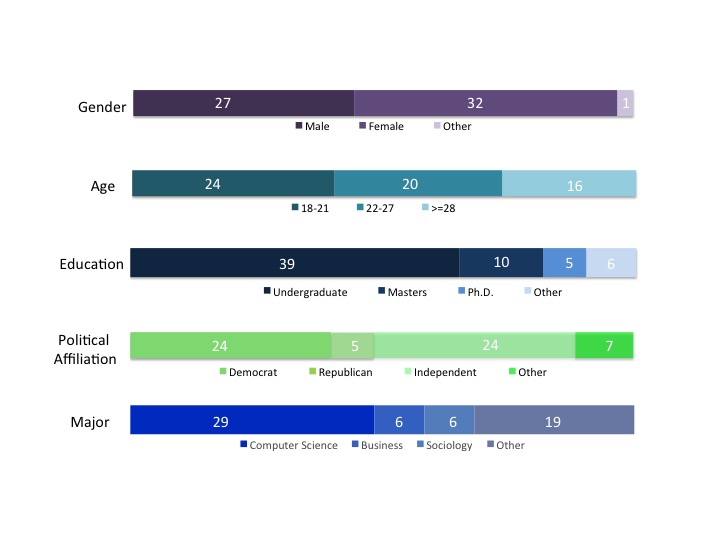 Gender 27 32 1
Male Female Other
Age 24 20 16
18-21 22-27 >=28
Education 39 10 5 6
Undergraduate Masters Ph.D. Other
Political
Affiliation 24 5 24 7
Democrat Republican Independent Other
Major 29 6 6 19
Computer Science Business Sociology Other